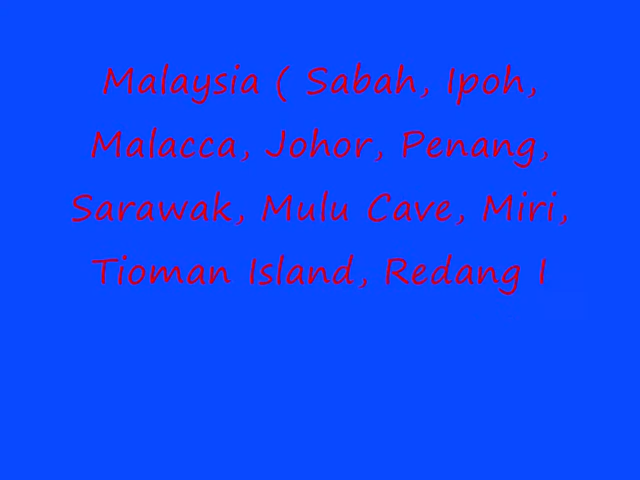 Malaysia ( Sabah, Ipoh,
Malacca, Johor, Penang,
Sarawak, Mulu Cave, Miri,
Tioman Island, Redang I